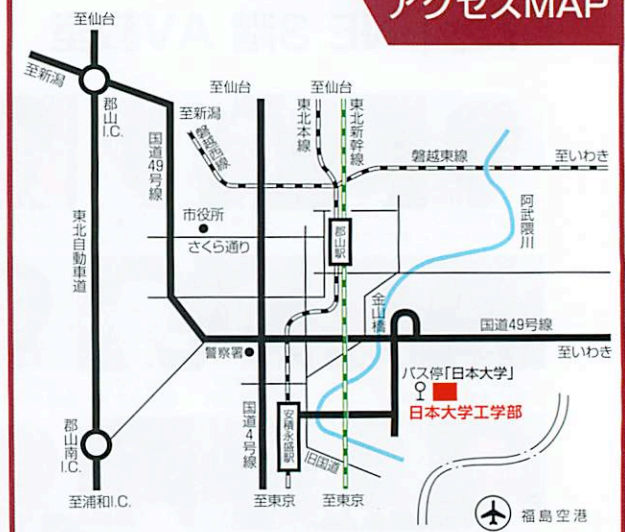 アクセスMAP
至仙台
至新潟
郡山I.C.
国道49号線
東北自動車道
至仙台
至新潟
磐越西線
至仙台
東北本線
東北新幹線
磐越東線
至いわき
阿武隈川
市役所
さくら通り
郡山駅
金山橋
国道49号線
至いわき
警察署
バス停「日本大学」
日本大学工学部
国道4号線
安積永盛駅
旧国道
郡山南I.C.
至浦和I.C.
至東京
至東京
福島空港